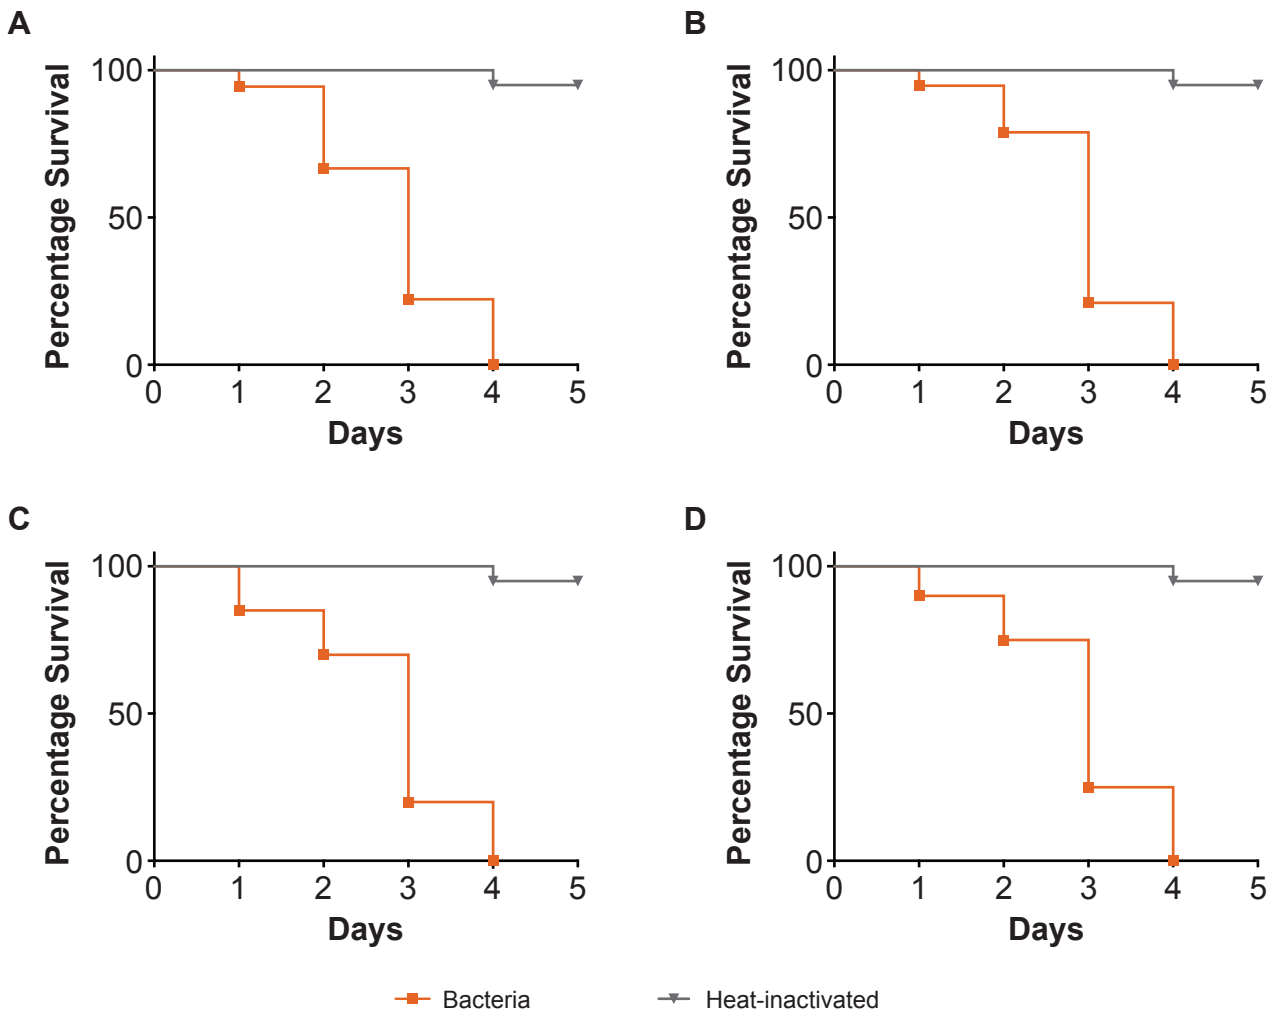 A
Percentage Survival
100
50
0
0 1 2 3 4 5
Days
B
Percentage Survival
100
50
0
0 1 2 3 4 5
Days
C
Percentage Survival
100
50
0
0 1 2 3 4 5
Days
D
Percentage Survival
100
50
0
0 1 2 3 4 5
Days
Bacteria
Heat-inactivated